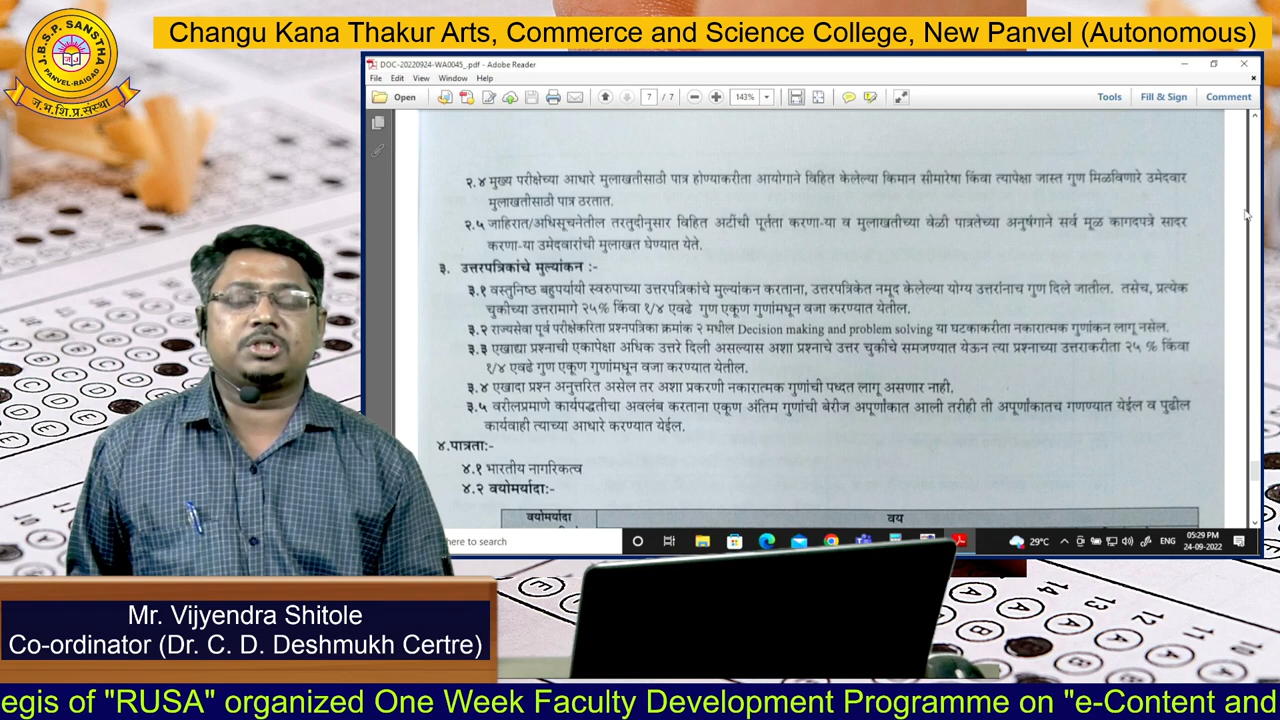 Changu Kana Thakur Arts, Commerce and Science College, New Panvel (Autonomous)
J.B.S.P. SANSTHA
PANVEL-RAIGAD
ज.भ.शि.प्र.संस्था
DOC-20220924-WA0045_.pdf - Adobe Reader
File Edit View Window Help
Open 7 / 7 143% Tools Fill & Sign Comment
२.४ मुख्य परीक्षेच्या आधारे मुलाखतीसाठी पात्र होण्याकरीता आयोगाने विहित केलेल्या किमान सीमारेषा किंवा त्यापेक्षा जास्त गुण मिळविणारे उमेदवार
मुलाखतीसाठी पात्र ठरतात.
२.५ जाहिरात/अधिसूचनेतील तरतुदीनुसार विहित अटींची पूर्तता करणा-या व मुलाखतीच्या वेळी पात्रतेच्या अनुषंगाने सर्व मूळ कागदपत्रे सादर
करणा-या उमेदवारांची मुलाखत घेण्यात येते.
३. उत्तरपत्रिकांचे मुल्यांकन :-
३.१ वस्तुनिष्ठ बहुपर्यायी स्वरुपाच्या उत्तरपत्रिकांचे मुल्यांकन करताना, उत्तरपत्रिकेत नमूद केलेल्या योग्य उत्तरांनाच गुण दिले जातील. तसेच, प्रत्येक
चुकीच्या उत्तरामागे २५% किंवा १/४ एवढे गुण एकूण गुणांमधून वजा करण्यात येतील.
३.२ राज्यसेवा पूर्व परीक्षेकरिता प्रश्नपत्रिका क्रमांक २ मधील Decision making and problem solving या घटकाकरीता नकारात्मक गुणांकन लागू नसेल.
३.३ एखाद्या प्रश्नाची एकापेक्षा अधिक उत्तरे दिली असल्यास अशा प्रश्नाचे उत्तर चुकीचे समजण्यात येऊन त्या प्रश्नाच्या उत्तराकरीता २५ % किंवा
१/४ एवढे गुण एकूण गुणांमधून वजा करण्यात येतील.
३.४ एखादा प्रश्न अनुत्तरित असेल तर अशा प्रकरणी नकारात्मक गुणांची पध्दत लागू असणार नाही.
३.५ वरीलप्रमाणे कार्यपद्धतीचा अवलंब करताना एकूण अंतिम गुणांची बेरीज अपूर्णांकात आली तरीही ती अपूर्णांकातच गणण्यात येईल व पुढील
कार्यवाही त्याच्या आधारे करण्यात येईल.
४.पात्रता:-
४.१ भारतीय नागरिकत्व
४.२ वयोमर्यादा:-
वयोमर्यादा वय
here to search 29°C ENG 05:29 PM
24-09-2022
Mr. Vijyendra Shitole
Co-ordinator (Dr. C. D. Deshmukh Certre)
egis of "RUSA" organized One Week Faculty Development Programme on "e-Content and